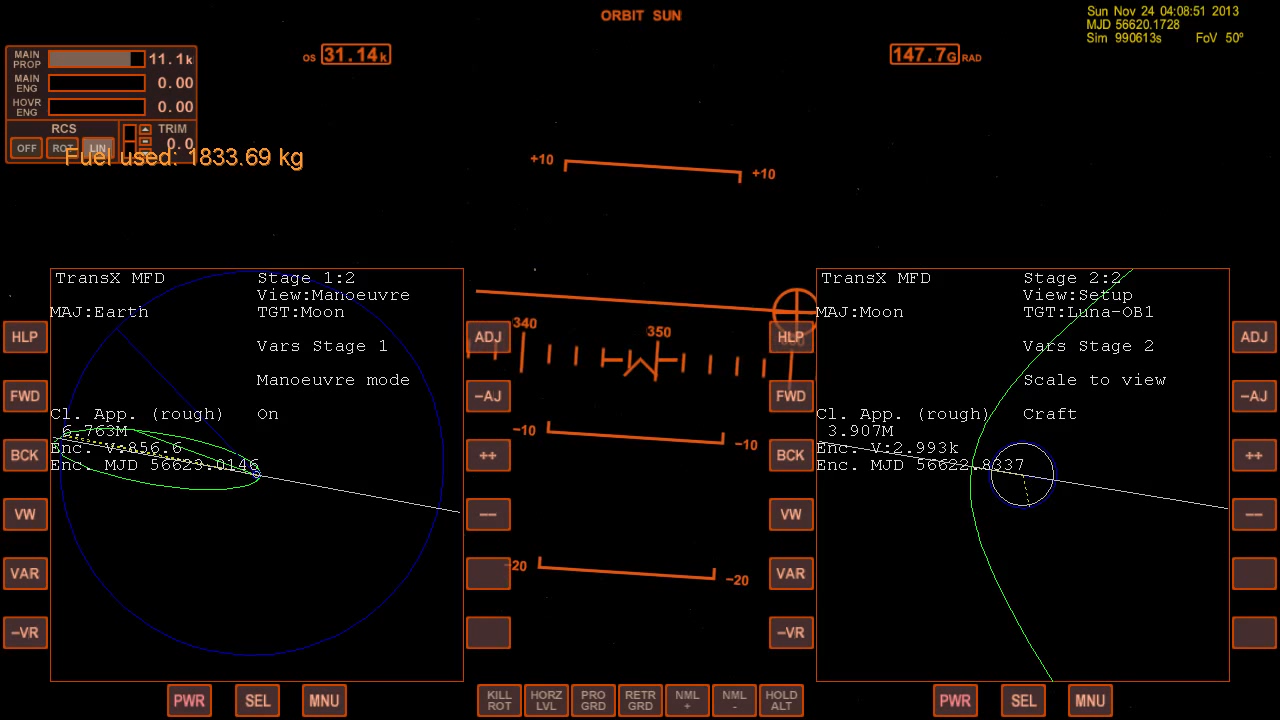 ORBIT SUN
Sun Nov 24 04:08:51 2013
MJD 56620.1728
Sim 990613s FoV 50°
OS 31.14k
147.7G RAD
MAIN PROP 11.1k
MAIN ENG 0.00
HOVR ENG 0.00
RCS TRIM
OFF ROT LIN 0.0
Fuel used: 1833.69 kg
+10 +10
340 350
-10 -10
-20 -20
TransX MFD Stage 1:2
View:Manoeuvre
MAJ:Earth TGT:Moon
Vars Stage 1
Manoeuvre mode
Cl. App. (rough) On
6.763M
Enc. V:856.6
Enc. MJD 56623.0146
HLP
FWD
BCK
VW
VAR
-VR
ADJ
-AJ
++
--
PWR SEL MNU
KILL ROT
HORZ LVL
PRO GRD
RETR GRD
NML +
NML -
HOLD ALT
TransX MFD Stage 2:2
View:Setup
MAJ:Moon TGT:Luna-OB1
Vars Stage 2
Scale to view
Cl. App. (rough) Craft
3.907M
Enc. V:2.993k
Enc. MJD 56622.8337
HLP
FWD
BCK
VW
VAR
-VR
ADJ
-AJ
++
--
PWR SEL MNU